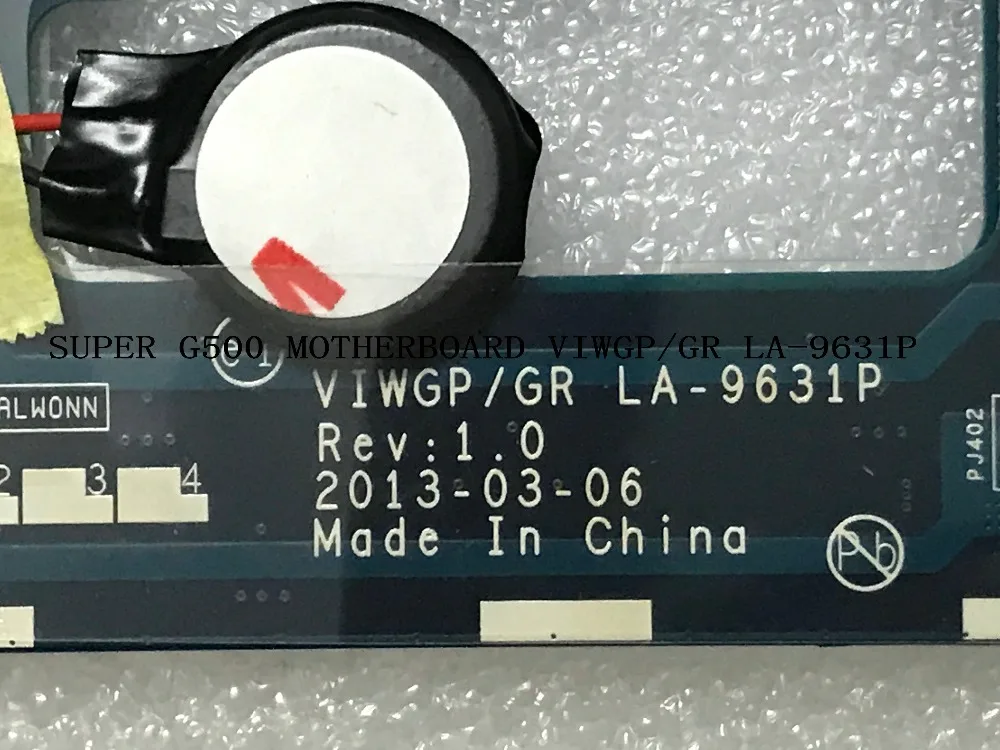 SUPER G500 MOTHERBOARD VIWGP/GR LA-9631P
VIWGP/GR LA-9631P
ALWONN
Rev:1.0
2 3 4
2013-03-06
Made In China
Pb
PJ402